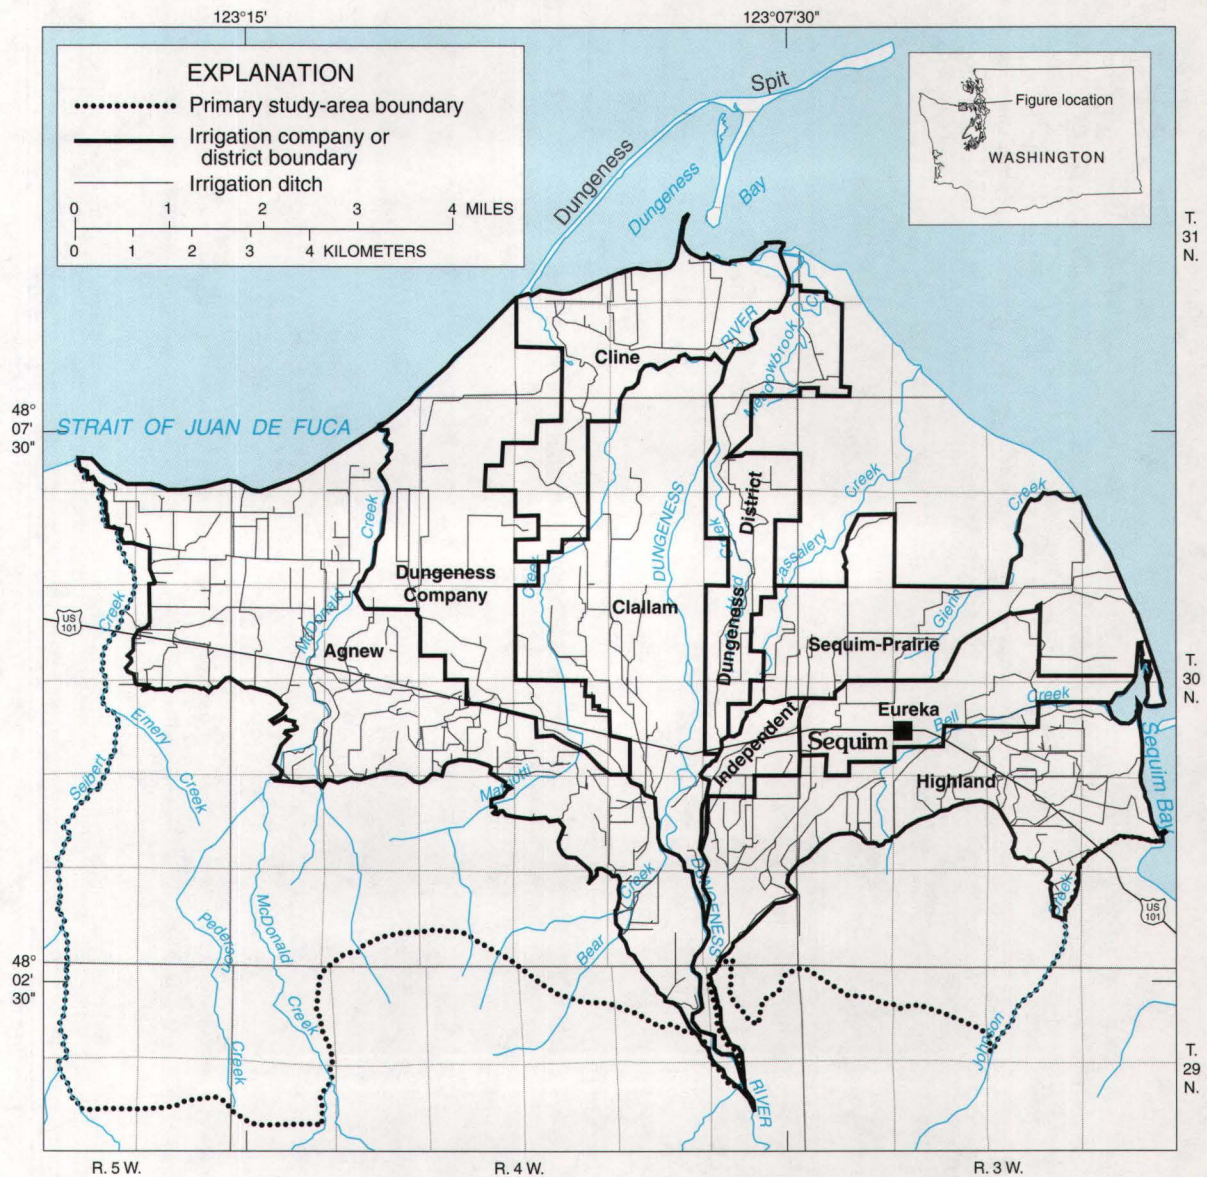 123°15'
123°07'30"
EXPLANATION
Primary study-area boundary
Irrigation company or
district boundary
Irrigation ditch
0 1 2 3 4 MILES
0 1 2 3 4 KILOMETERS
Spit
Dungeness
Dungeness
Bay
Figure location
WASHINGTON
T.
31
N.
RIVER
Meadowbrook Cr
Cline
48°
07'
30"
STRAIT OF JUAN DE FUCA
Creek
Creek
Creek
DUNGENESS
Creek
District
Cassalery
Creek
Dungeness
Company
Clallam
Dungeness
Gierin
US
101
Creek
McDonald
Agnew
Sequim-Prairie
T.
30
N.
Creek
Emery
Creek
Eureka
Bell
Independent
Sequim
Sequim Bay
Seibert
Matriotti
Highland
Creek
DUNGENESS
Creek
US
101
McDonald
Pederson
Bear
48°
02'
30"
Creek
Johnson
Creek
T.
29
N.
RIVER
R. 5 W.
R. 4 W.
R. 3 W.